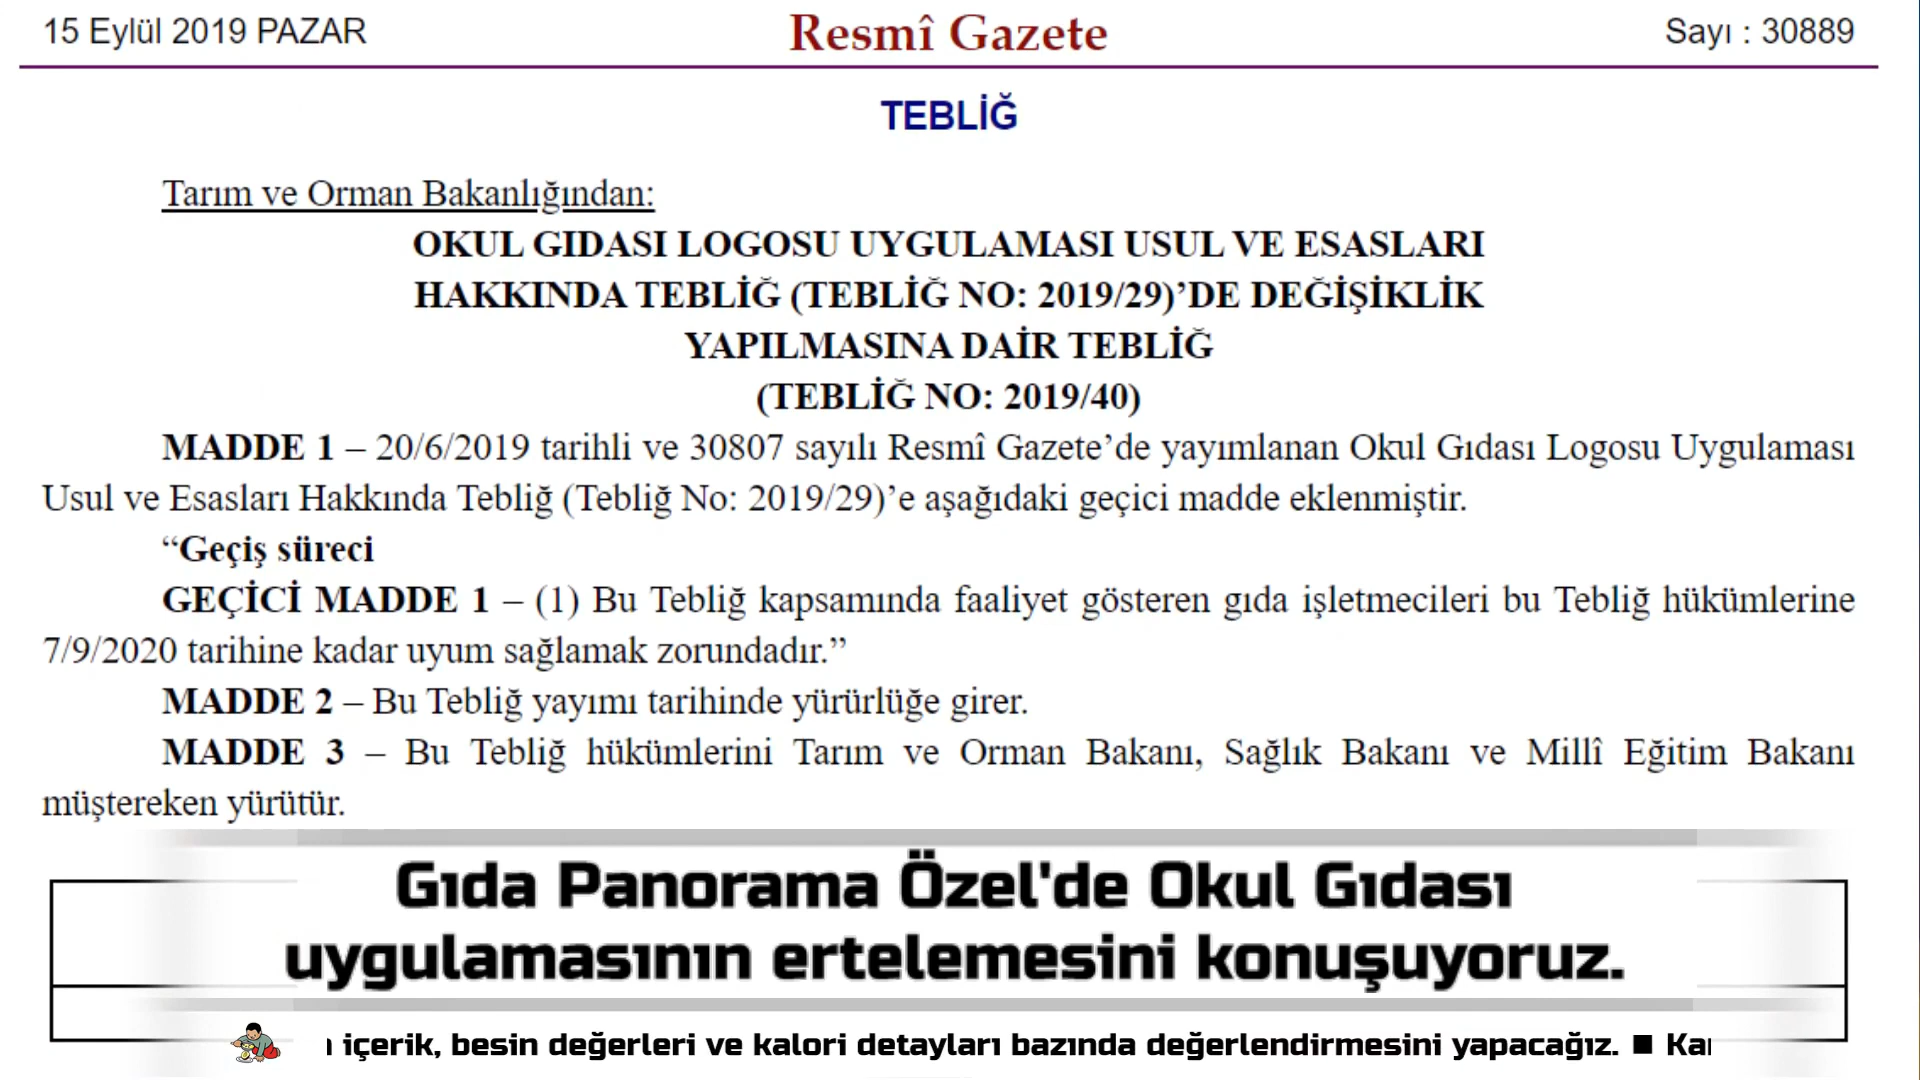 15 Eylül 2019 PAZAR
Resmî Gazete
Sayı : 30889
TEBLİĞ
Tarım ve Orman Bakanlığından:
OKUL GIDASI LOGOSU UYGULAMASI USUL VE ESASLARI
HAKKINDA TEBLİĞ (TEBLİĞ NO: 2019/29)’DE DEĞİŞİKLİK
YAPILMASINA DAİR TEBLİĞ
(TEBLİĞ NO: 2019/40)
MADDE 1 – 20/6/2019 tarihli ve 30807 sayılı Resmî Gazete’de yayımlanan Okul Gıdası Logosu Uygulaması
Usul ve Esasları Hakkında Tebliğ (Tebliğ No: 2019/29)’e aşağıdaki geçici madde eklenmiştir.
“Geçiş süreci
GEÇİCİ MADDE 1 – (1) Bu Tebliğ kapsamında faaliyet gösteren gıda işletmecileri bu Tebliğ hükümlerine
7/9/2020 tarihine kadar uyum sağlamak zorundadır.”
MADDE 2 – Bu Tebliğ yayımı tarihinde yürürlüğe girer.
MADDE 3 – Bu Tebliğ hükümlerini Tarım ve Orman Bakanı, Sağlık Bakanı ve Millî Eğitim Bakanı
müştereken yürütür.
Gıda Panorama Özel'de Okul Gıdası
uygulamasının ertelemesini konuşuyoruz.
içerik, besin değerleri ve kalori detayları bazında değerlendirmesini yapacağız. ■